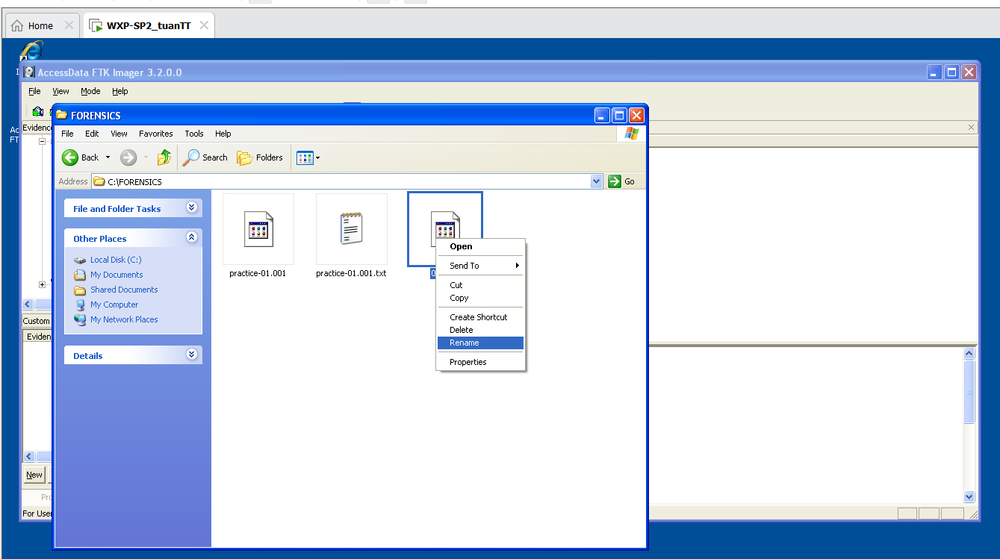 Home
WXP-SP2_tuanTT
AccessData FTK Imager 3.2.0.0
File View Mode Help
FORENSICS
Evidenc
File Edit View Favorites Tools Help
Back Search Folders
Address C:\FORENSICS Go
File and Folder Tasks
Other Places
Local Disk (C:)
My Documents
Shared Documents
My Computer
My Network Places
Details
practice-01.001
practice-01.001.txt
0
Open
Send To
Cut
Copy
Create Shortcut
Delete
Rename
Properties
Custom
Eviden
New
Pro
For User